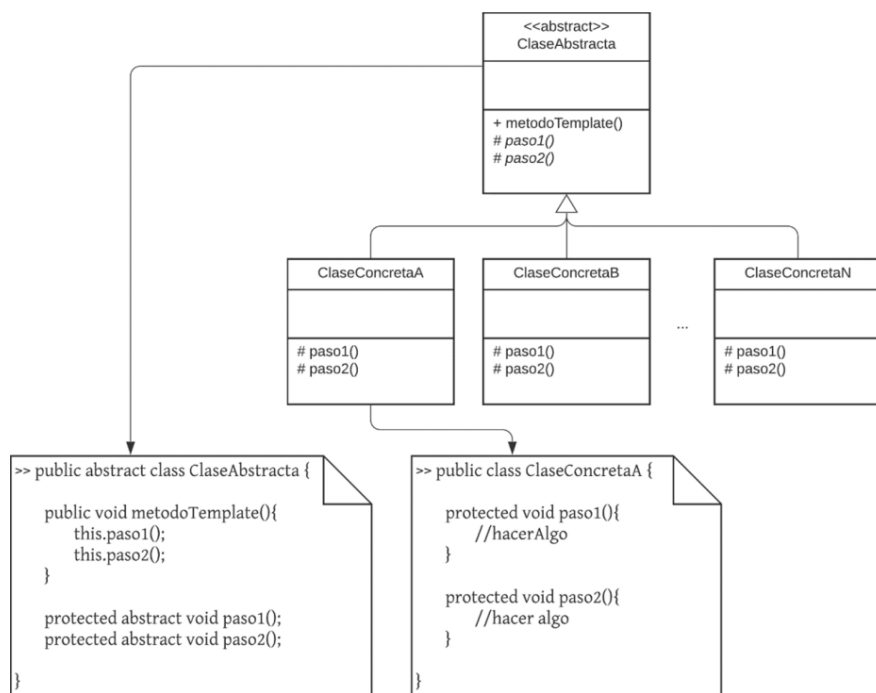 <<abstract>>
ClaseAbstracta
+ metodoTemplate()
# paso1()
# paso2()
ClaseConcretaA
# paso1()
# paso2()
ClaseConcretaB
# paso1()
# paso2()
...
ClaseConcretaN
# paso1()
# paso2()
>> public abstract class ClaseAbstracta {
public void metodoTemplate(){
this.paso1();
this.paso2();
}
protected abstract void paso1();
protected abstract void paso2();
}
>> public class ClaseConcretaA {
protected void paso1(){
//hacerAlgo
}
protected void paso2(){
//hacer algo
}
}